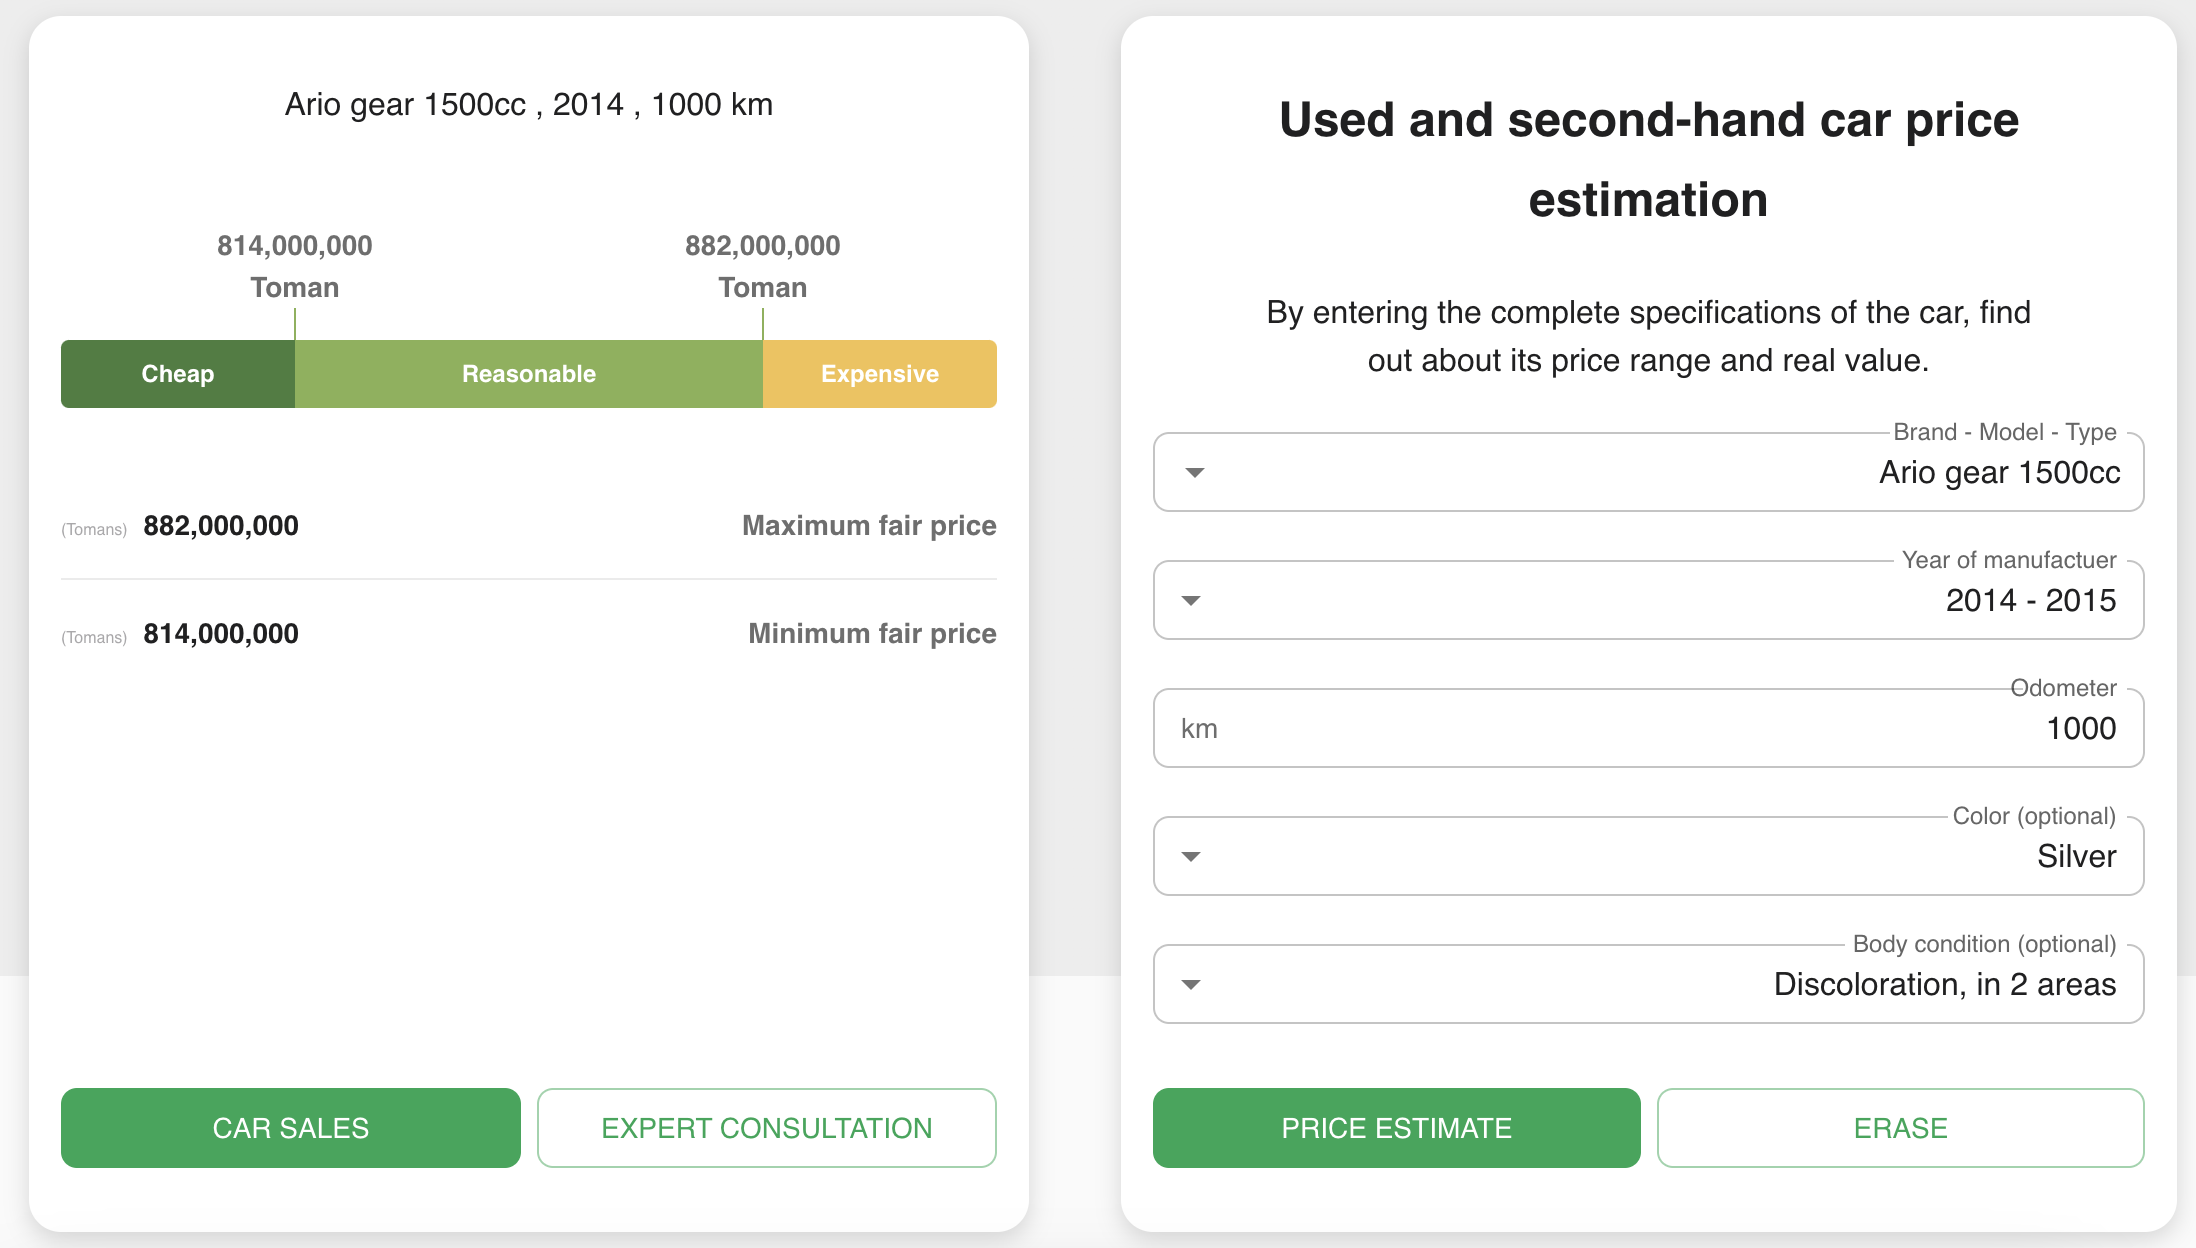 Ario gear 1500cc , 2014 , 1000 km
814,000,000
Toman
882,000,000
Toman
Cheap
Reasonable
Expensive
(Tomans) 882,000,000 Maximum fair price
(Tomans) 814,000,000 Minimum fair price
CAR SALES
EXPERT CONSULTATION
Used and second-hand car price
estimation
By entering the complete specifications of the car, find
out about its price range and real value.
Brand - Model - Type
Ario gear 1500cc
Year of manufactuer
2014 - 2015
Odometer
km 1000
Color (optional)
Silver
Body condition (optional)
Discoloration, in 2 areas
PRICE ESTIMATE
ERASE